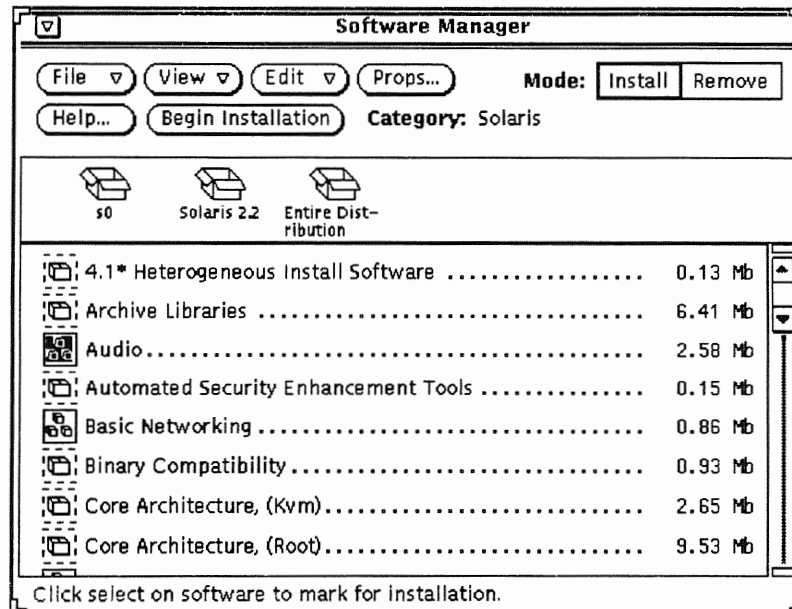 Software Manager
File View Edit Props... Mode: Install Remove
Help... Begin Installation Category: Solaris
s0 Solaris 2.2 Entire Dist-
ribution
4.1* Heterogeneous Install Software .................. 0.13 Mb
Archive Libraries ................................... 6.41 Mb
Audio............................................. 2.58 Mb
Automated Security Enhancement Tools ............... 0.15 Mb
Basic Networking ................................... 0.86 Mb
Binary Compatibility ................................ 0.93 Mb
Core Architecture, (Kvm)............................. 2.65 Mb
Core Architecture, (Root)............................. 9.53 Mb
Click select on software to mark for installation.